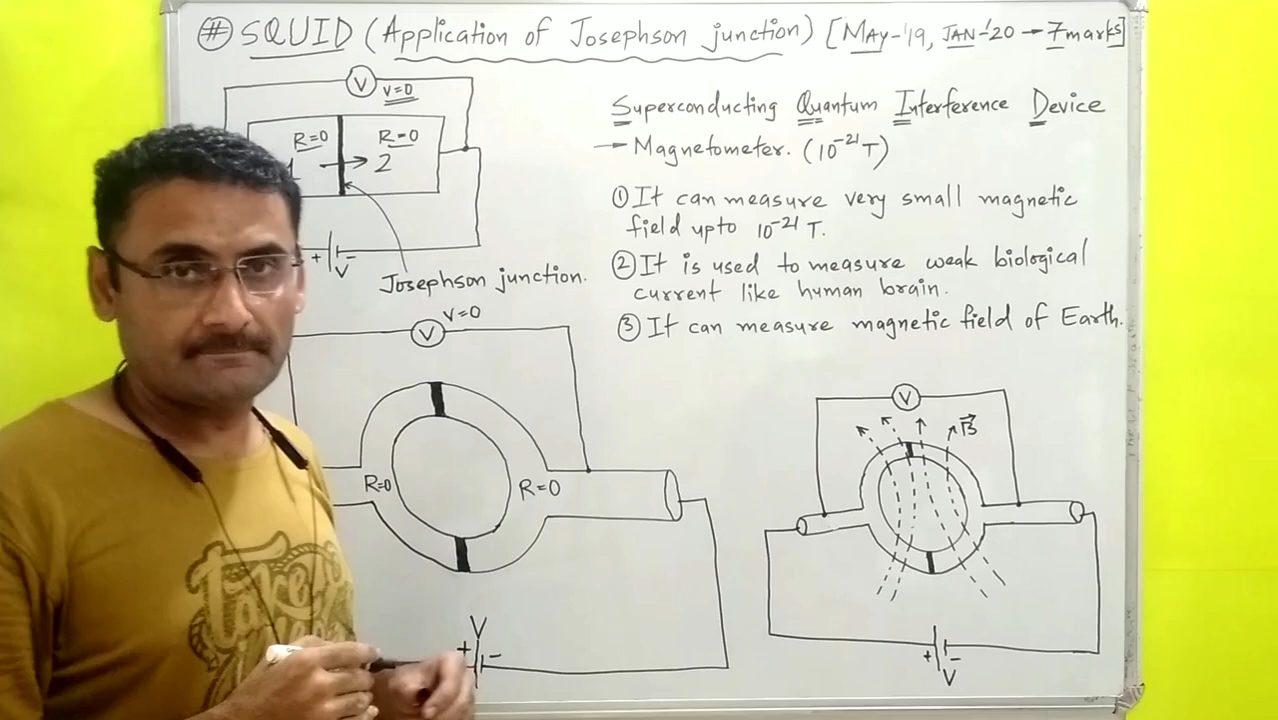 # SQUID (Application of Josephson junction) [MAY-'19, JAN-'20 → 7marks]
V
V=0
R=0 R=0
2
+ -
V
Josephson junction.
Superconducting Quantum Interference Device
→ Magnetometer. (10⁻²¹ T)
① It can measure very small magnetic
field upto 10⁻²¹ T.
② It is used to measure weak biological
current like human brain.
③ It can measure magnetic field of Earth.
V
V=0
R=0 R=0
V
+ -
V
B⃗
+ -
V
take